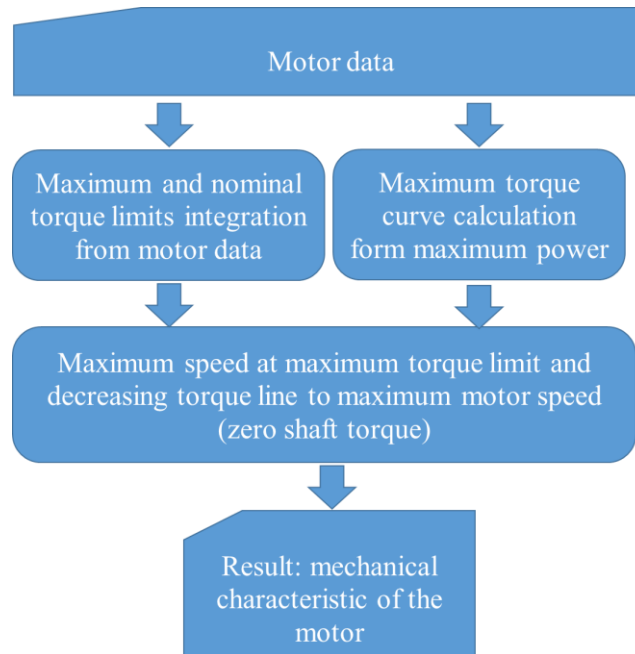 Motor data
Maximum and nominal
torque limits integration
from motor data
Maximum torque
curve calculation
form maximum power
Maximum speed at maximum torque limit and
decreasing torque line to maximum motor speed
(zero shaft torque)
Result: mechanical
characteristic of the
motor